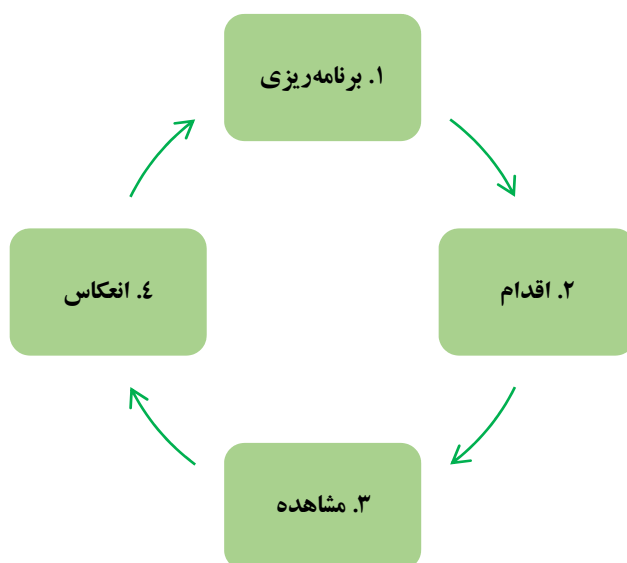 ۱. برنامه‌ریزی
۲. اقدام
۳. مشاهده
٤. انعکاس